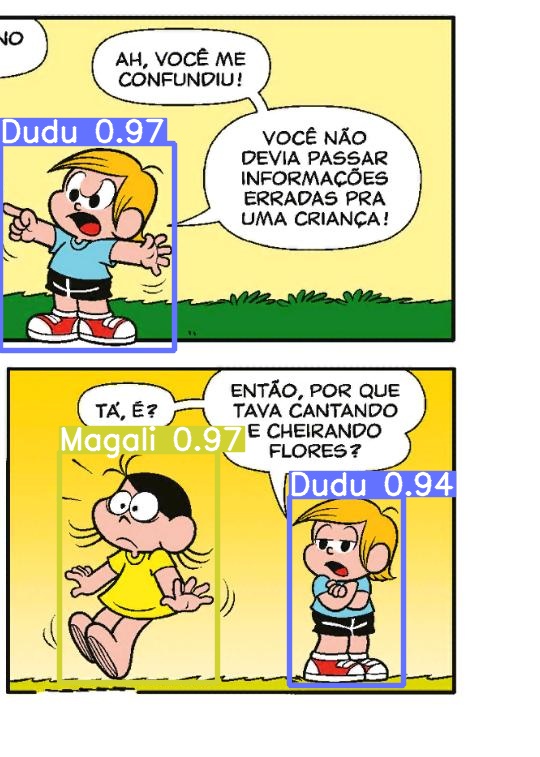 NO
AH, VOCÊ ME
CONFUNDIU!
Dudu 0.97
VOCÊ NÃO
DEVIA PASSAR
INFORMAÇÕES
ERRADAS PRA
UMA CRIANÇA!
TÁ, É?
ENTÃO, POR QUE
TAVA CANTANDO
E CHEIRANDO
FLORES?
Magali 0.97
Dudu 0.94